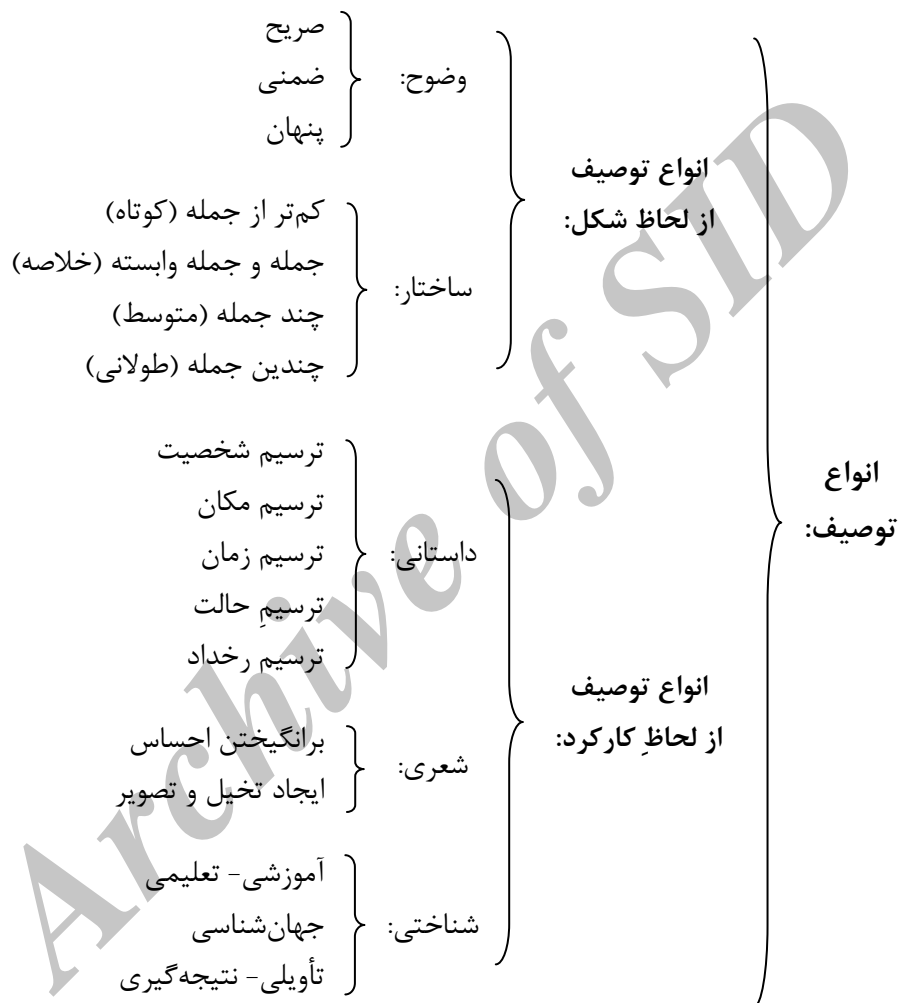 انواع
توصیف:
انواع توصیف
از لحاظ شکل:
وضوح:
صریح
ضمنی
پنهان
ساختار:
کم‌تر از جمله (کوتاه)
جمله و جمله وابسته (خلاصه)
چند جمله (متوسط)
چندین جمله (طولانی)
انواع توصیف
از لحاظِ کارکرد:
داستانی:
ترسیم شخصیت
ترسیم مکان
ترسیم زمان
ترسیمِ حالت
ترسیم رخداد
شعری:
برانگیختن احساس
ایجاد تخیل و تصویر
شناختی:
آموزشی- تعلیمی
جهان‌شناسی
تأویلی- نتیجه‌گیری
Archive of SID